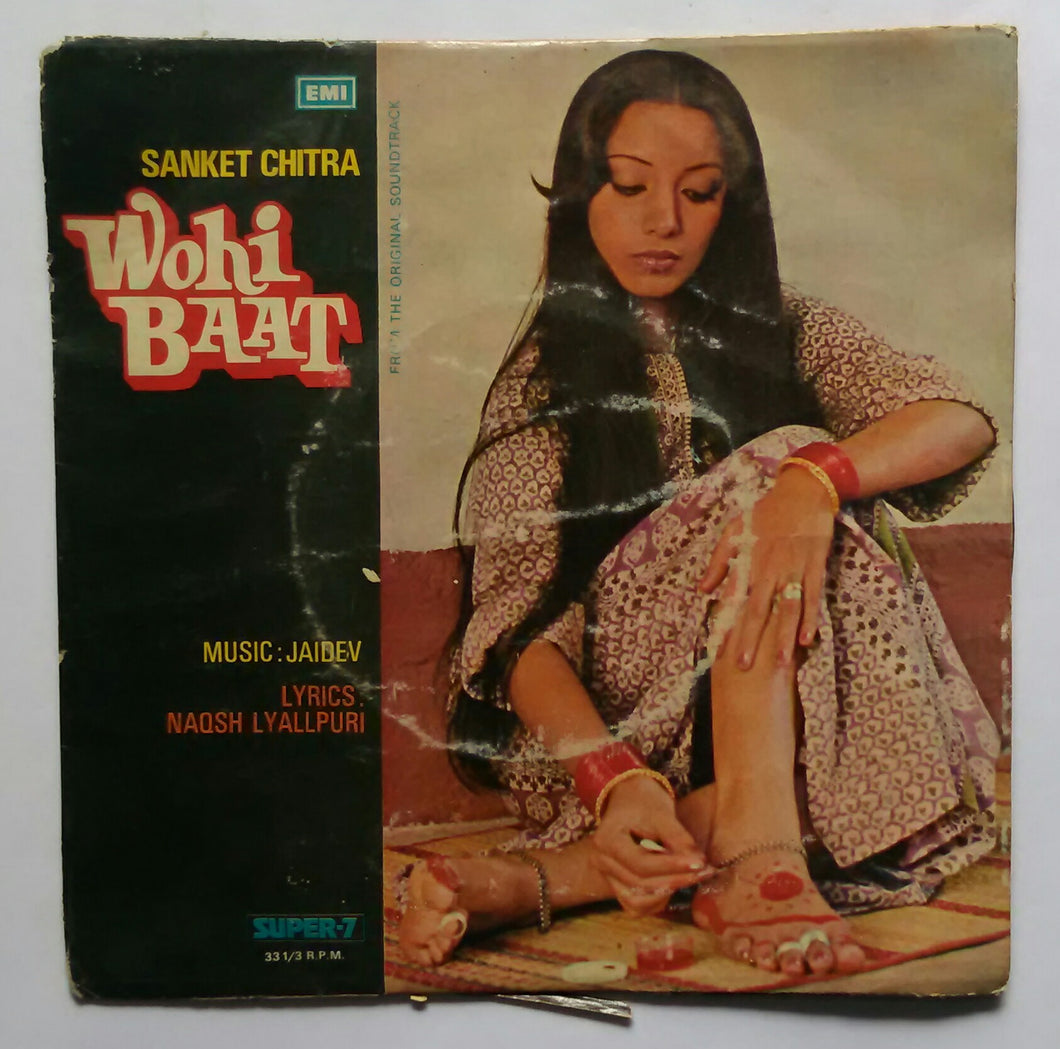 EMI
SANKET CHITRA
Wohi
BAAT
FROM THE ORIGINAL SOUNDTRACK
MUSIC : JAIDEV
LYRICS :
NAQSH LYALLPURI
SUPER-7
33 1/3 R.P.M.